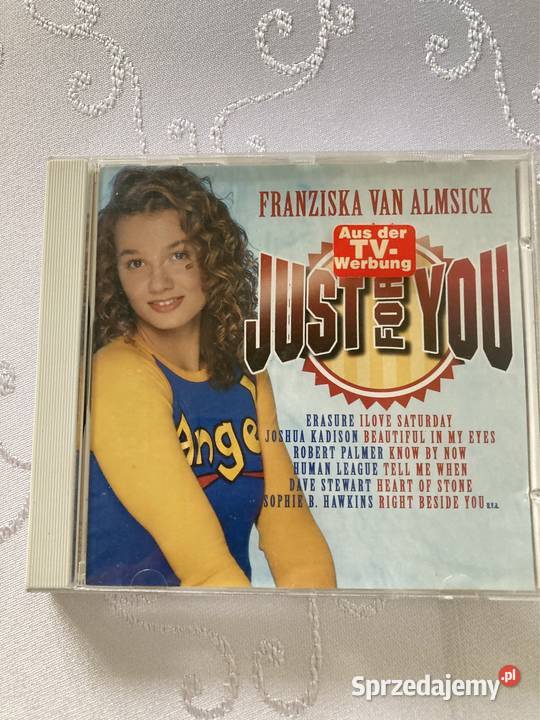 FRANZISKA VAN ALMSICK
Aus der
TV-
Werbung
JUST FOR YOU
Ange
ERASURE I LOVE SATURDAY
JOSHUA KADISON BEAUTIFUL IN MY EYES
ROBERT PALMER KNOW BY NOW
HUMAN LEAGUE TELL ME WHEN
DAVE STEWART HEART OF STONE
SOPHIE B. HAWKINS RIGHT BESIDE YOU u.v.a.
Sprzedajemy.pl